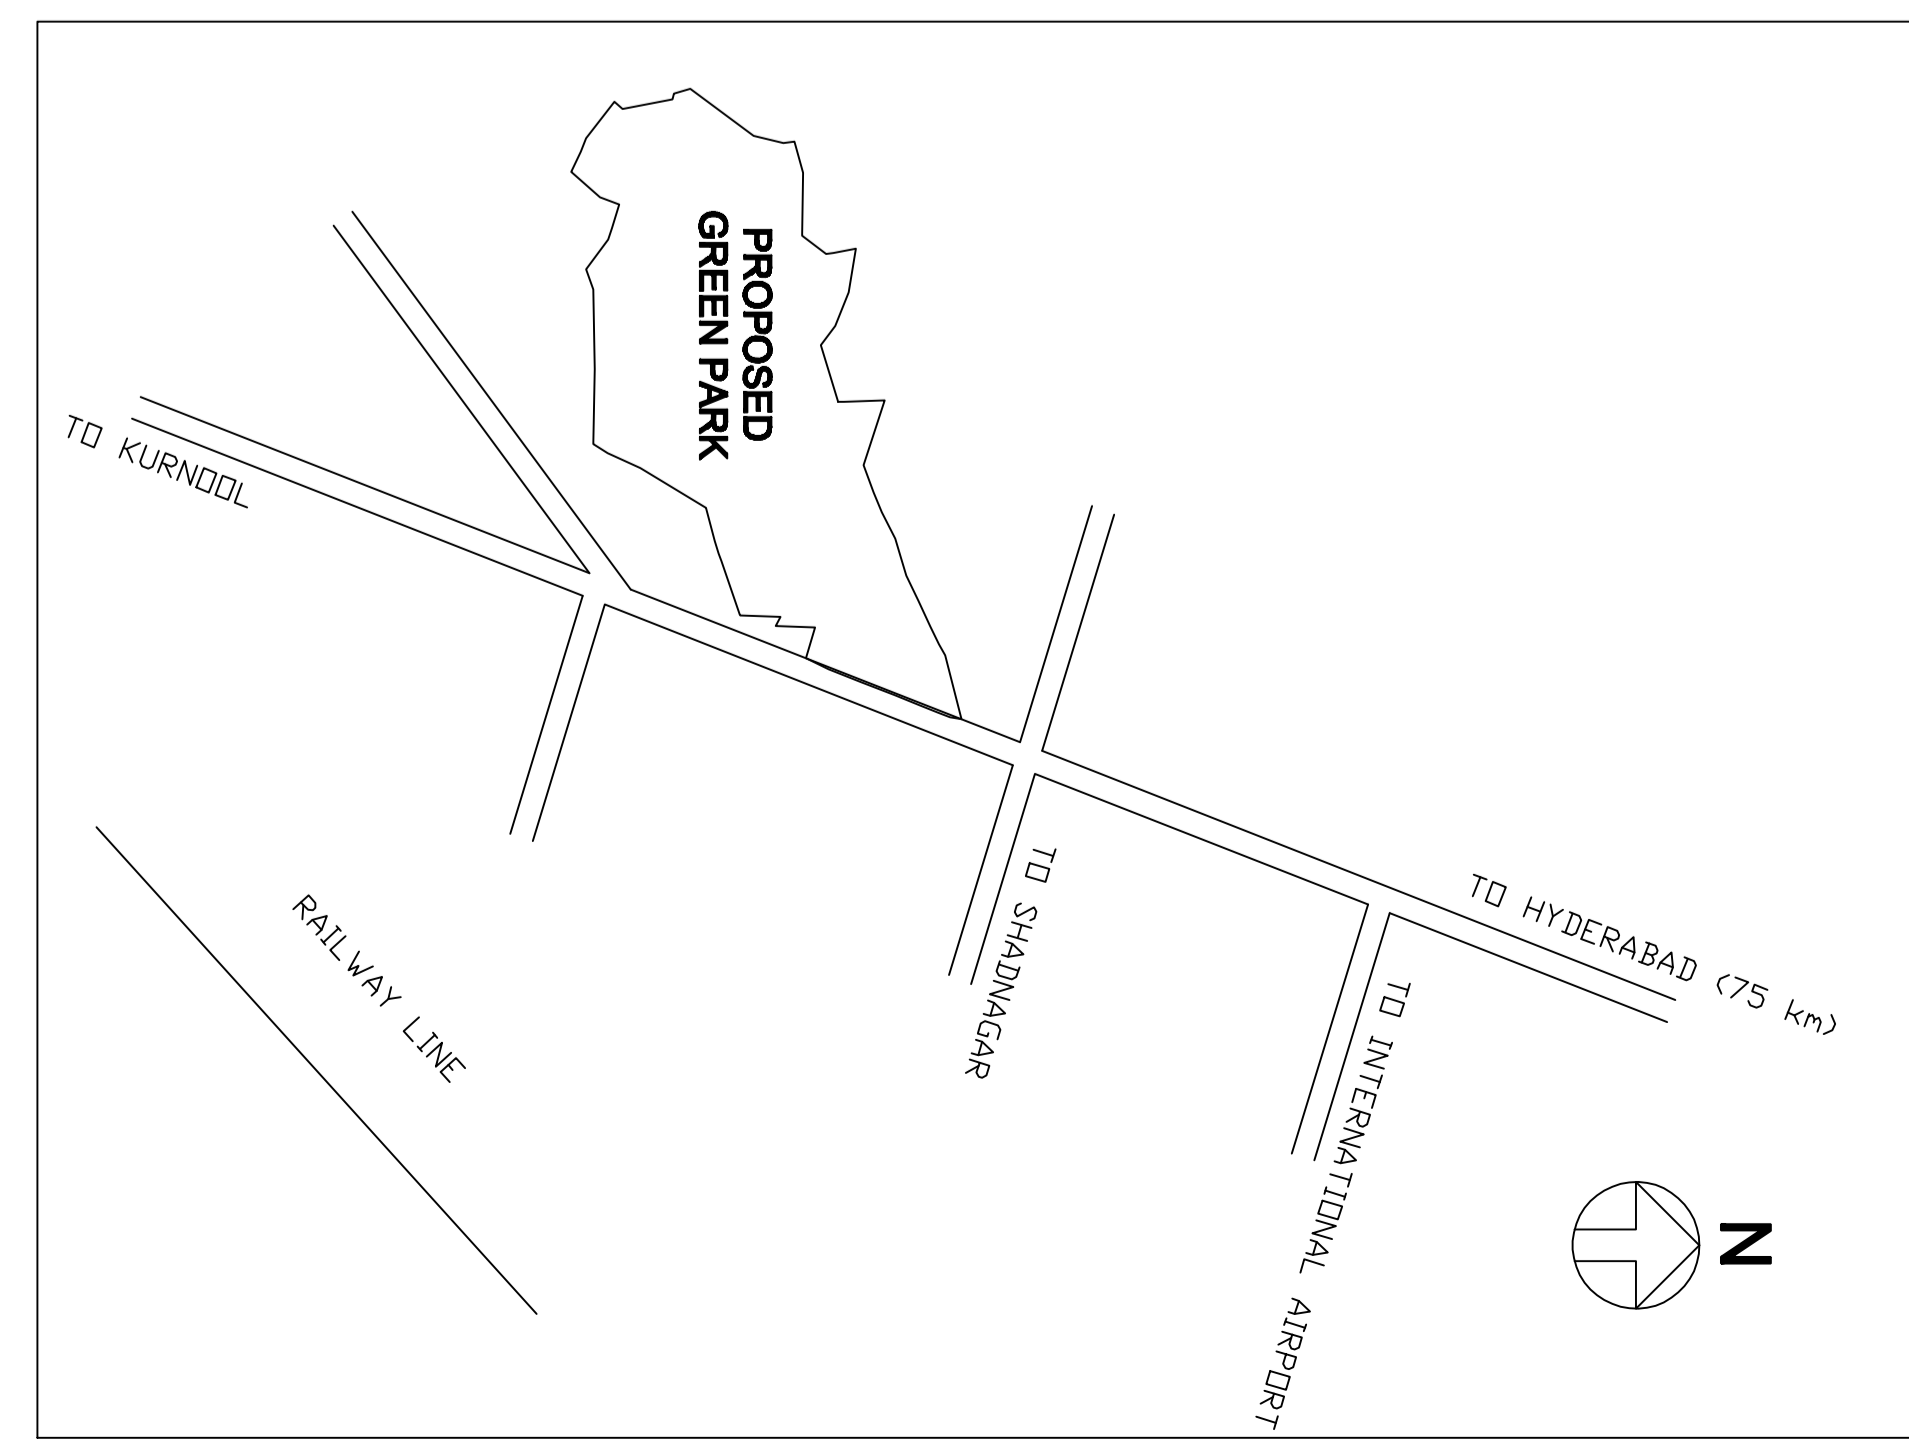 PROPOSED
GREEN PARK
TO KURNOOL
TO SHADNAGAR
TO HYDERABAD (75 km)
TO INTERNATIONAL AIRPORT
RAILWAY LINE
N